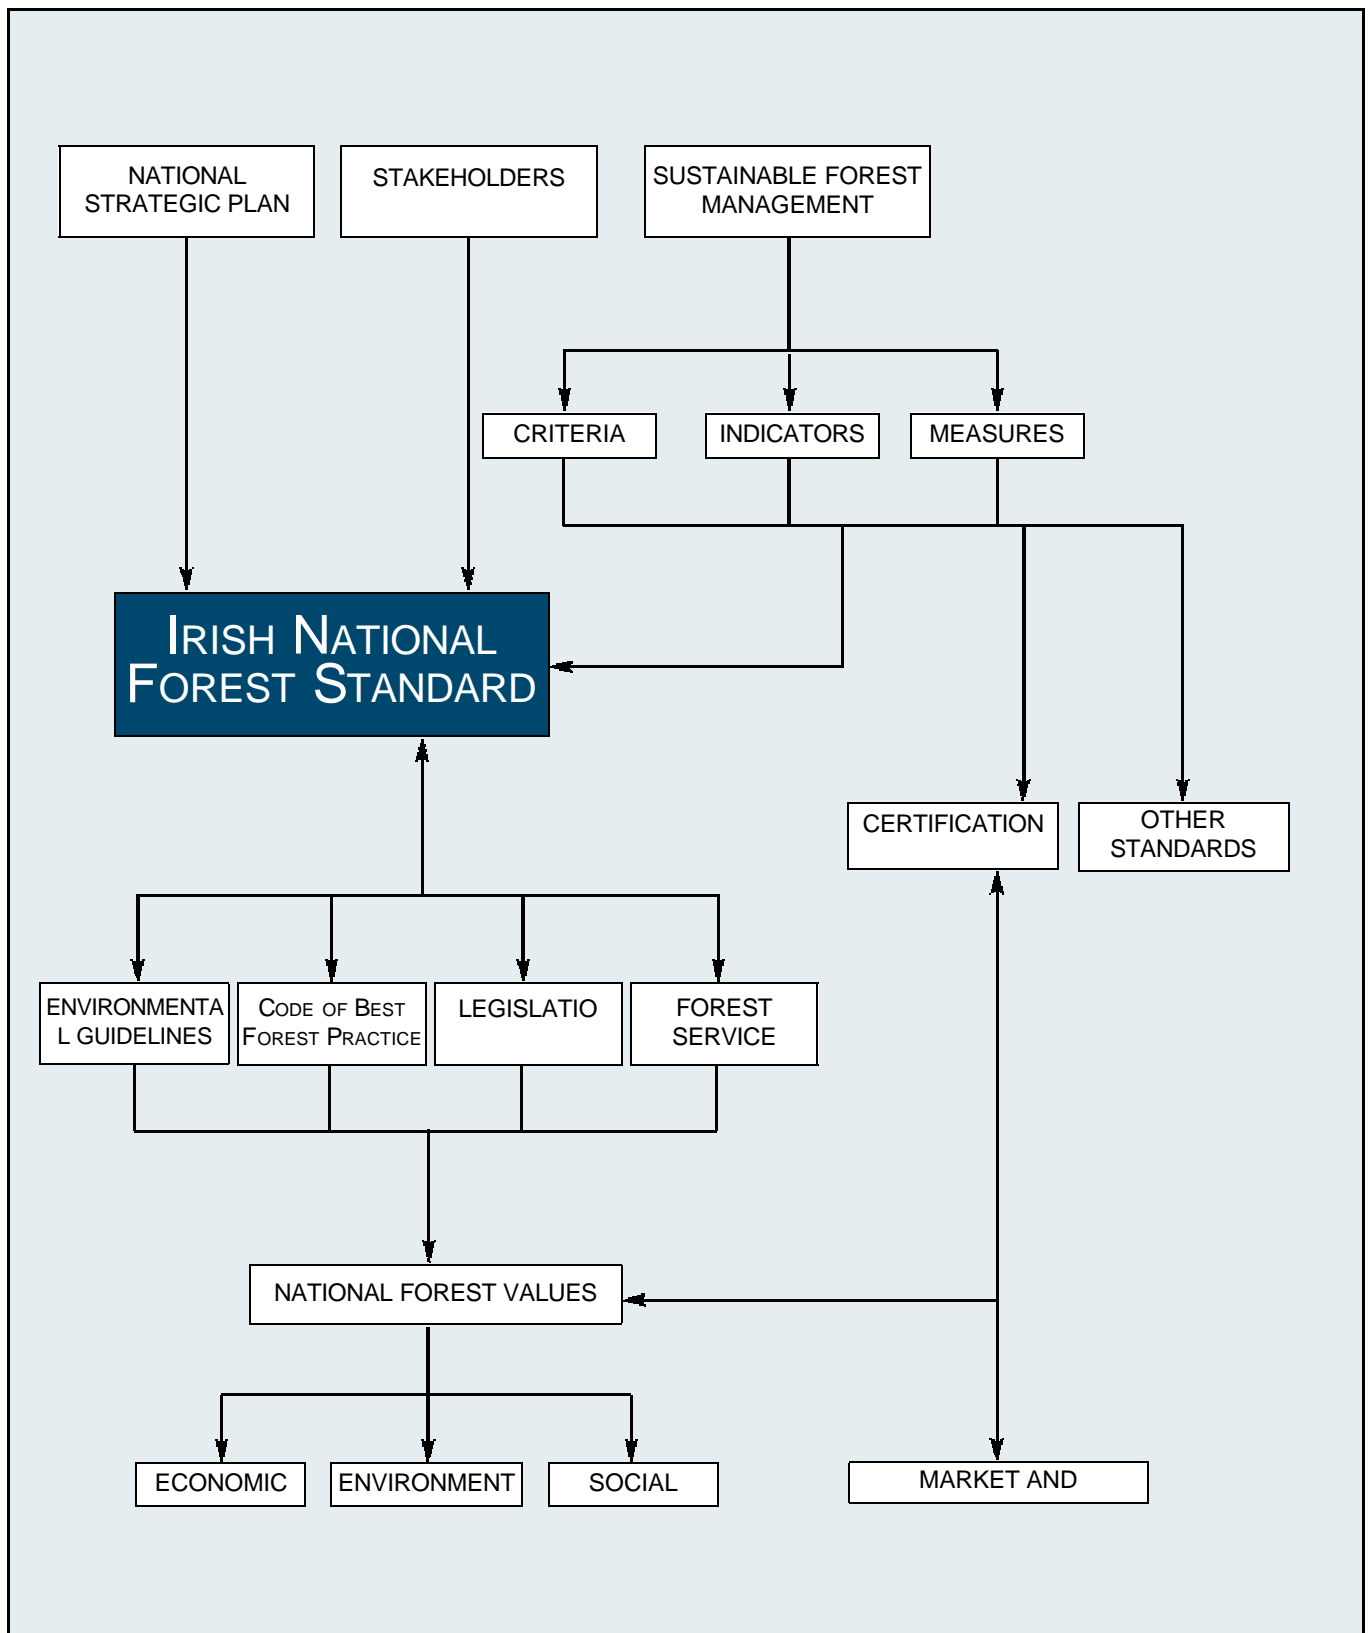 NATIONAL
STRATEGIC PLAN
STAKEHOLDERS
SUSTAINABLE FOREST
MANAGEMENT
CRITERIA
INDICATORS
MEASURES
IRISH NATIONAL
FOREST STANDARD
CERTIFICATION
OTHER
STANDARDS
ENVIRONMENTA
L GUIDELINES
CODE OF BEST
FOREST PRACTICE
LEGISLATIO
FOREST
SERVICE
NATIONAL FOREST VALUES
ECONOMIC
ENVIRONMENT
SOCIAL
MARKET AND